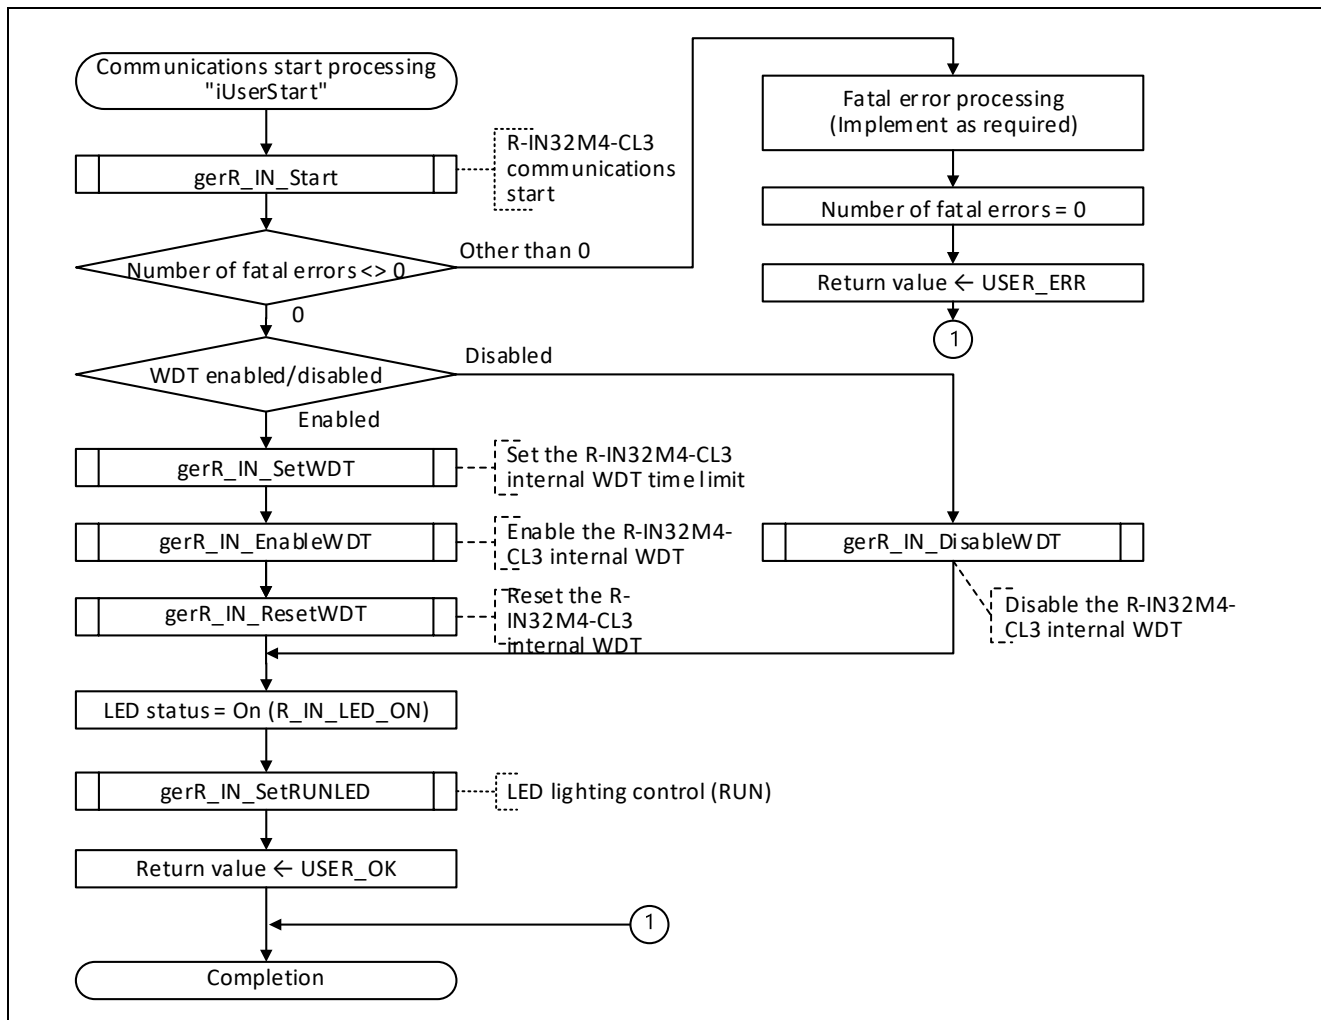 Communications start processing
"iUserStart"
gerR_IN_Start
R-IN32M4-CL3
communications
start
Number of fatal errors <> 0
Other than 0
0
Fatal error processing
(Implement as required)
Number of fatal errors = 0
Return value ← USER_ERR
1
WDT enabled/disabled
Disabled
Enabled
gerR_IN_SetWDT
Set the R-IN32M4-CL3
internal WDT time limit
gerR_IN_EnableWDT
Enable the R-IN32M4-
CL3 internal WDT
gerR_IN_DisableWDT
Disable the R-IN32M4-
CL3 internal WDT
gerR_IN_ResetWDT
Reset the R-
IN32M4-CL3
internal WDT
LED status = On (R_IN_LED_ON)
gerR_IN_SetRUNLED
LED lighting control (RUN)
Return value ← USER_OK
1
Completion